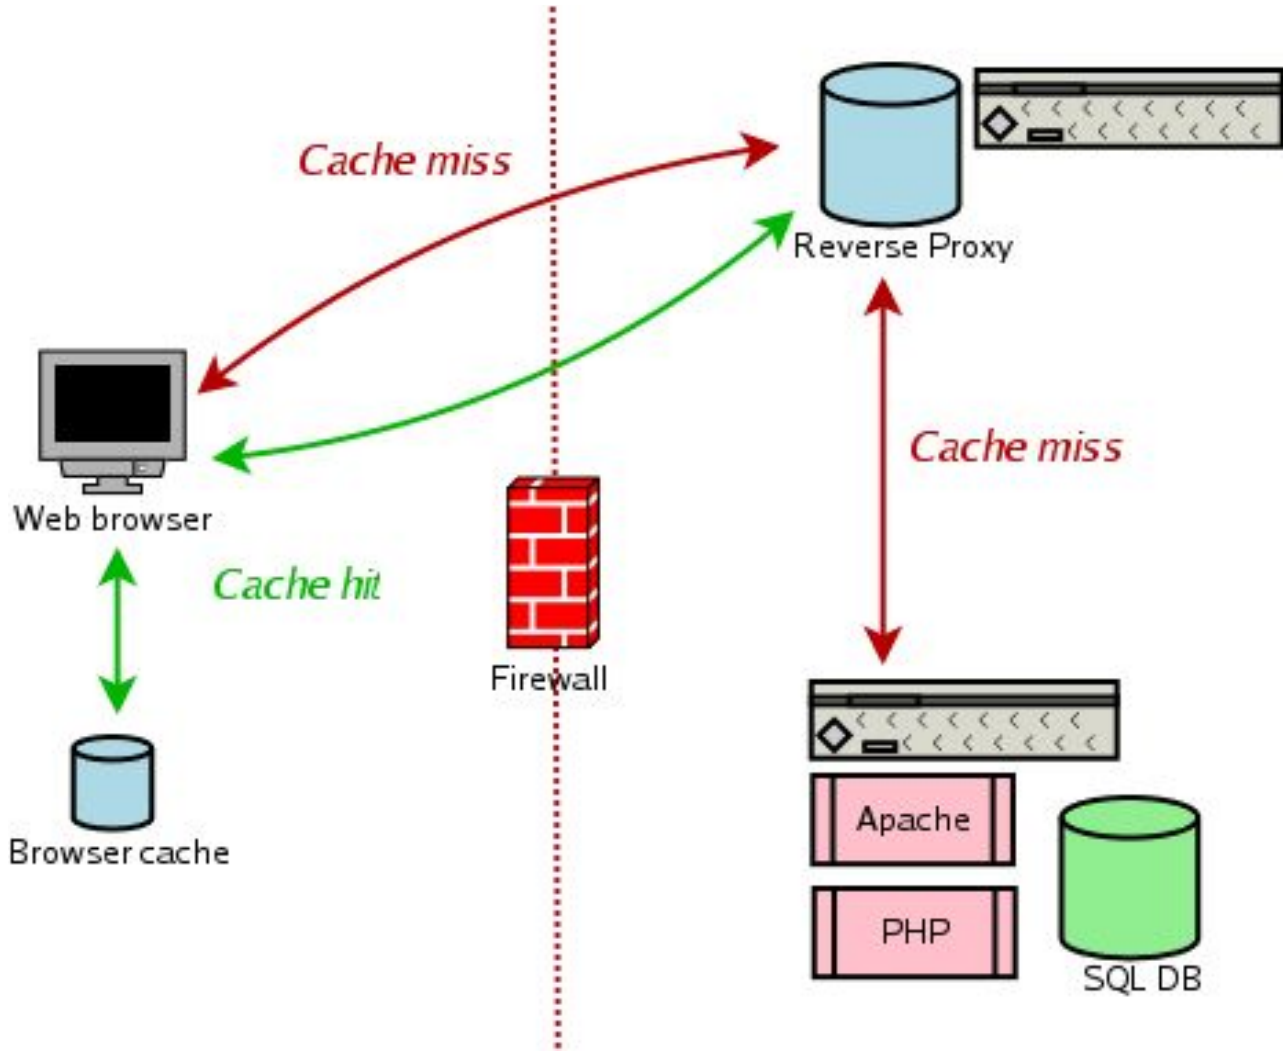 Cache miss
Reverse Proxy
Cache miss
Web browser
Cache hit
Firewall
Browser cache
Apache
PHP
SQL DB